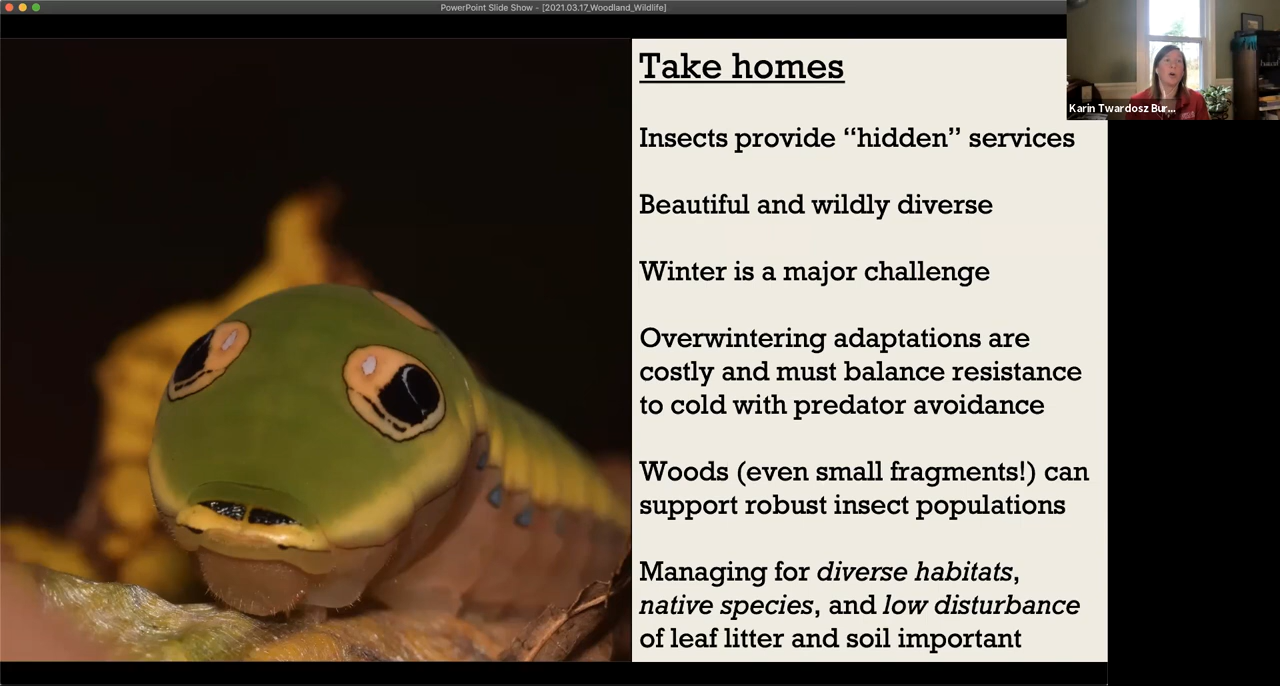 PowerPoint Slide Show - [2021.03.17_Woodland_Wildlife]
Karin Twardosz Bur...
Take homes
Insects provide “hidden” services
Beautiful and wildly diverse
Winter is a major challenge
Overwintering adaptations are
costly and must balance resistance
to cold with predator avoidance
Woods (even small fragments!) can
support robust insect populations
Managing for diverse habitats,
native species, and low disturbance
of leaf litter and soil important